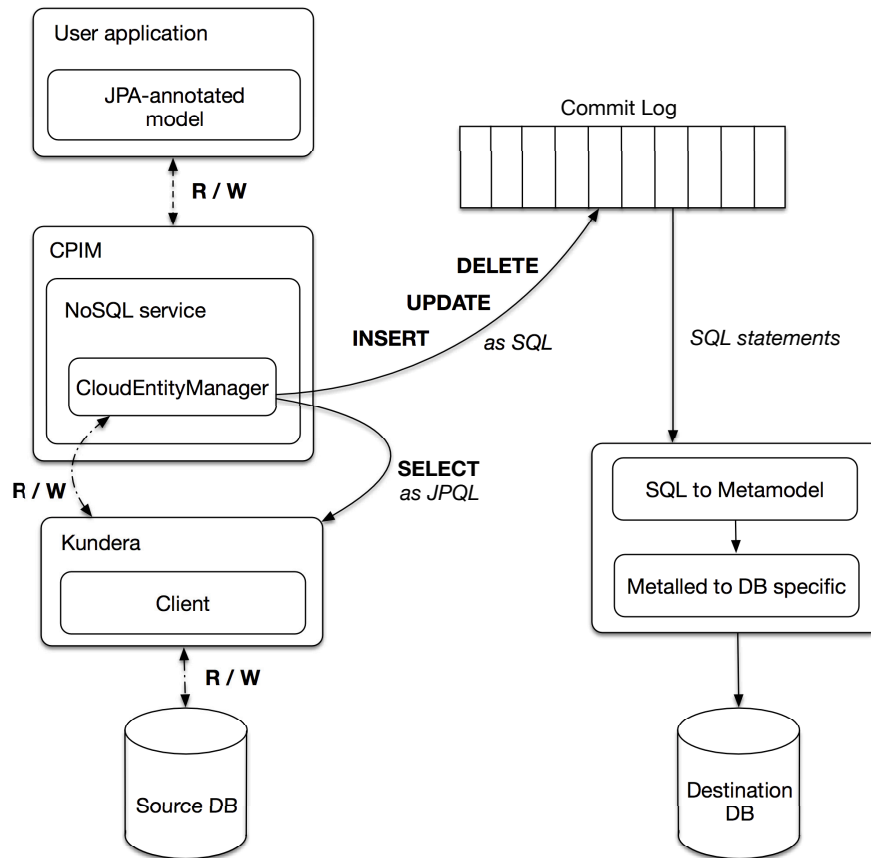 User application
JPA-annotated
model
R / W
CPIM
NoSQL service
CloudEntityManager
R / W
Kundera
Client
R / W
Source DB
DELETE
UPDATE
INSERT
as SQL
SELECT
as JPQL
Commit Log
SQL statements
SQL to Metamodel
Metalled to DB specific
Destination
DB